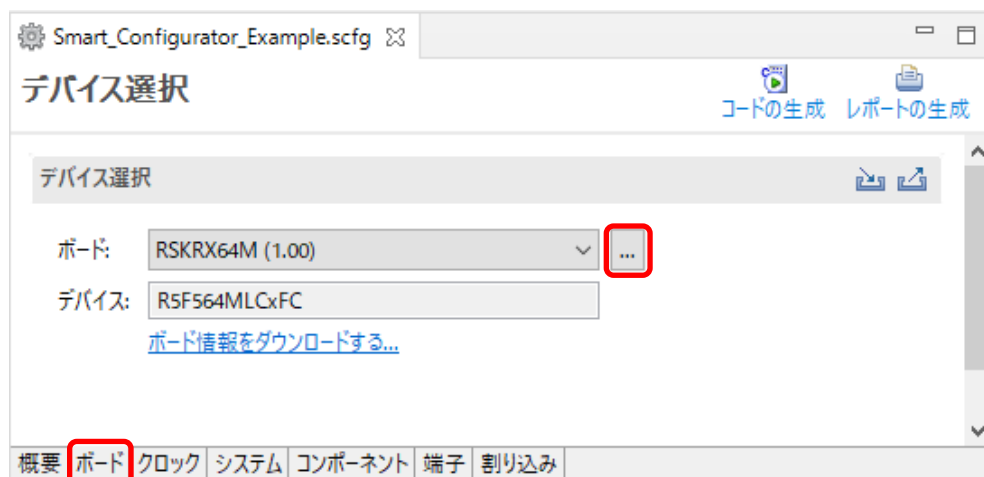 Smart_Configurator_Example.scfg
デバイス選択
コードの生成 レポートの生成
デバイス選択
ボード: RSKRX64M (1.00) ...
デバイス: R5F564MLCxFC
ボード情報をダウンロードする...
概要 ボード クロック システム コンポーネント 端子 割り込み